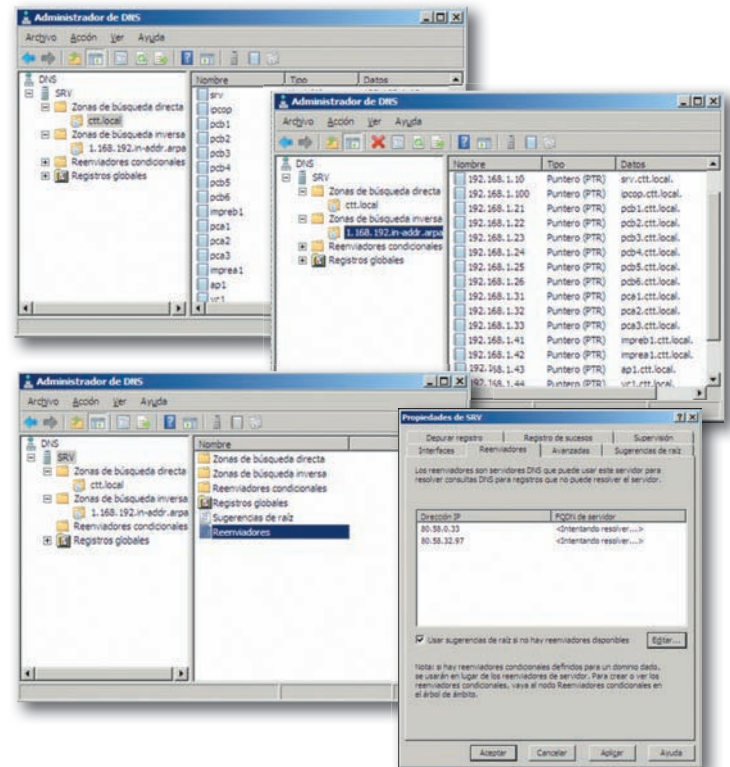 Administrador de DNS
Archivo Acción Ver Ayuda
DNS
SRV
Zonas de búsqueda directa
ctt.local
Zonas de búsqueda inversa
1.168.192.in-addr.arpa
Reenviadores condicionales
Registros globales
Nombre Tipo Datos
srv
ipcop
pcb1
pcb2
pcb3
pcb4
pcb5
pcb6
impreb1
pca1
pca2
pca3
imprea1
ap1
vc1
Administrador de DNS
Archivo Acción Ver Ayuda
DNS
SRV
Zonas de búsqueda directa
ctt.local
Zonas de búsqueda inversa
1.168.192.in-addr.arpa
Reenviadores condicionales
Registros globales
Nombre Tipo Datos
192.168.1.10 Puntero (PTR) srv.ctt.local.
192.168.1.100 Puntero (PTR) ipcop.ctt.local.
192.168.1.21 Puntero (PTR) pcb1.ctt.local.
192.168.1.22 Puntero (PTR) pcb2.ctt.local.
192.168.1.23 Puntero (PTR) pcb3.ctt.local.
192.168.1.24 Puntero (PTR) pcb4.ctt.local.
192.168.1.25 Puntero (PTR) pcb5.ctt.local.
192.168.1.26 Puntero (PTR) pcb6.ctt.local.
192.168.1.31 Puntero (PTR) pca1.ctt.local.
192.168.1.32 Puntero (PTR) pca2.ctt.local.
192.168.1.33 Puntero (PTR) pca3.ctt.local.
192.168.1.41 Puntero (PTR) impreb1.ctt.local.
192.168.1.42 Puntero (PTR) imprea1.ctt.local.
192.168.1.43 Puntero (PTR) ap1.ctt.local.
192.168.1.44 Puntero (PTR) vc1.ctt.local.
Administrador de DNS
Archivo Acción Ver Ayuda
DNS
SRV
Zonas de búsqueda directa
ctt.local
Zonas de búsqueda inversa
1.168.192.in-addr.arpa
Reenviadores condicionales
Registros globales
Nombre
Zonas de búsqueda directa
Zonas de búsqueda inversa
Reenviadores condicionales
Registros globales
Sugerencias de raíz
Reenviadores
Propiedades de SRV
Depurar registro Registro de sucesos Supervisión
Interfaces Reenviadores Avanzadas Sugerencias de raíz
Los reenviadores son servidores DNS que puede usar este servidor para
resolver consultas DNS para registros que no puede resolver el servidor.
Dirección IP FQDN de servidor
80.58.0.33 <Intentando resolver...>
80.58.32.97 <Intentando resolver...>
Usar sugerencias de raíz si no hay reenviadores disponibles Editar...
Nota: si hay reenviadores condicionales definidos para un dominio dado,
se usarán en lugar de los reenviadores de servidor. Para crear o ver los
reenviadores condicionales, vaya al nodo Reenviadores condicionales en
el árbol de ámbito.
Aceptar Cancelar Aplicar Ayuda